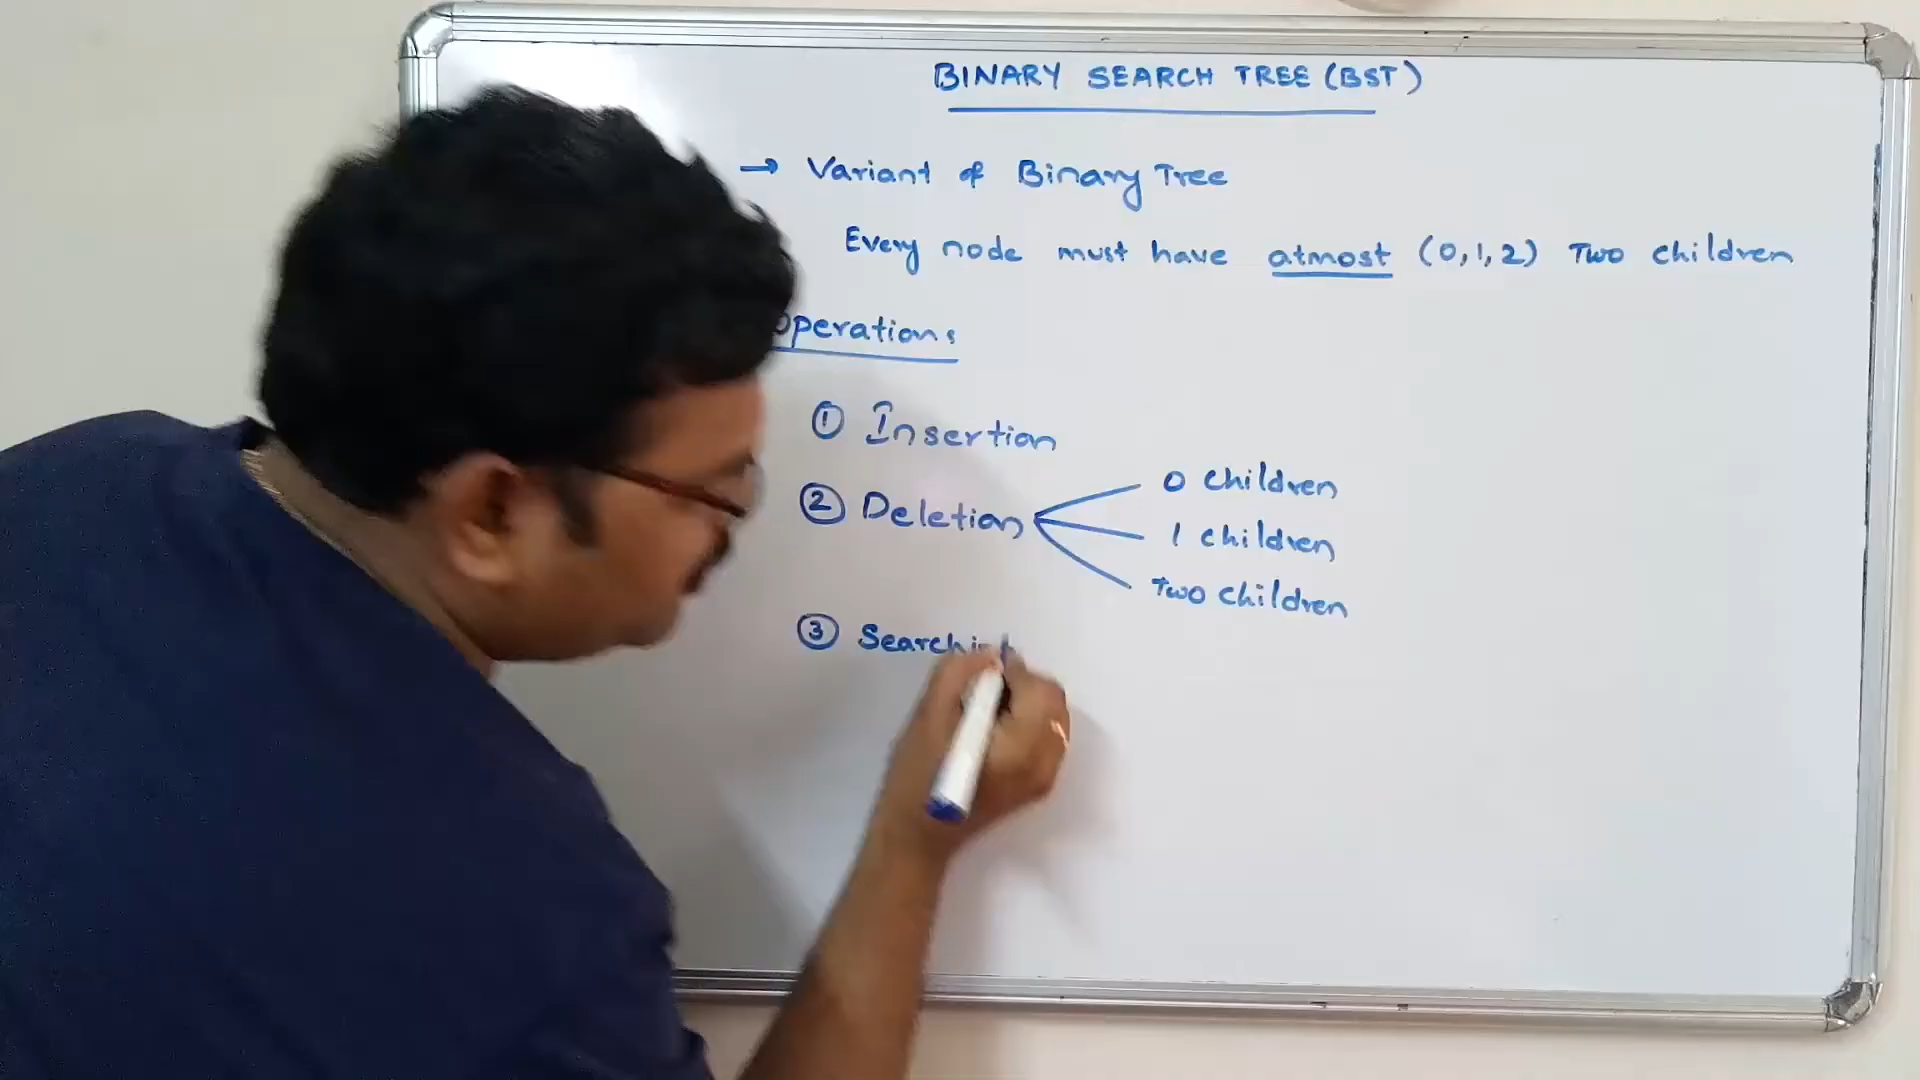 BINARY SEARCH TREE (BST)
→ Variant of Binary Tree
Every node must have atmost (0,1,2) Two children
Operations
① Insertion
② Deletion
0 children
1 children
Two children
③